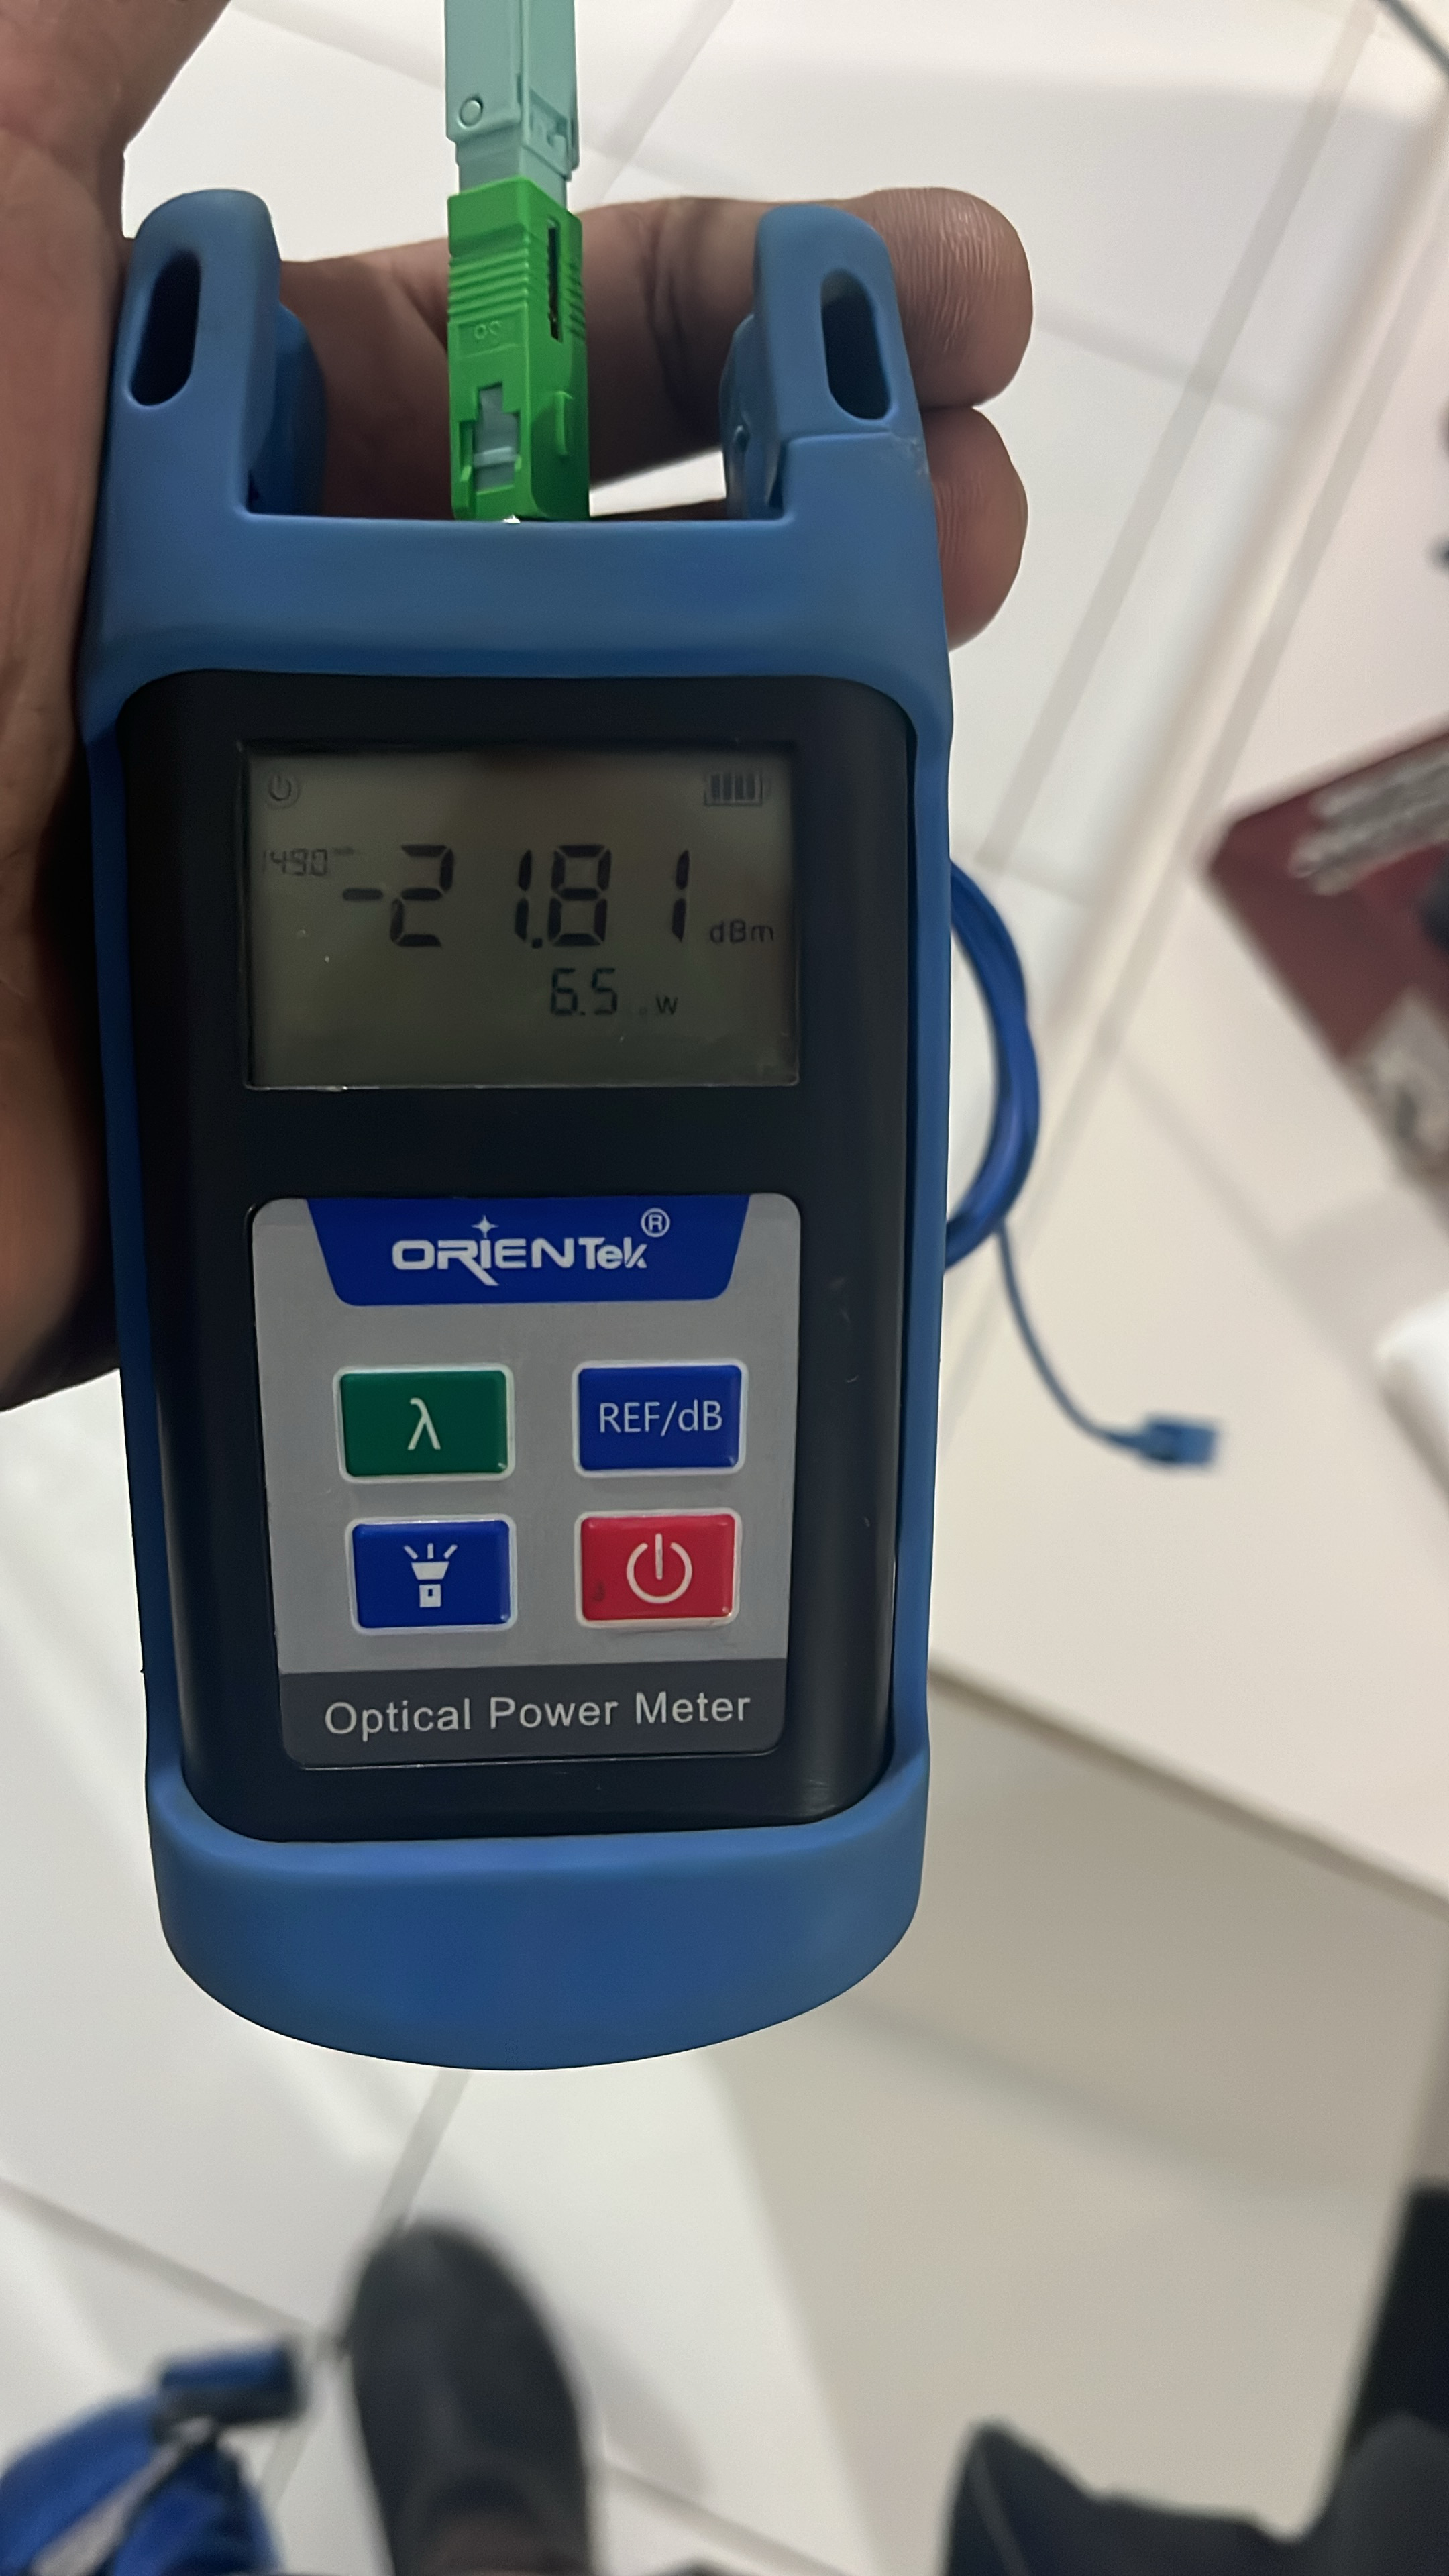 1490
-21.81 dBm
6.5 W
ORIENTek®
λ
REF/dB
Optical Power Meter